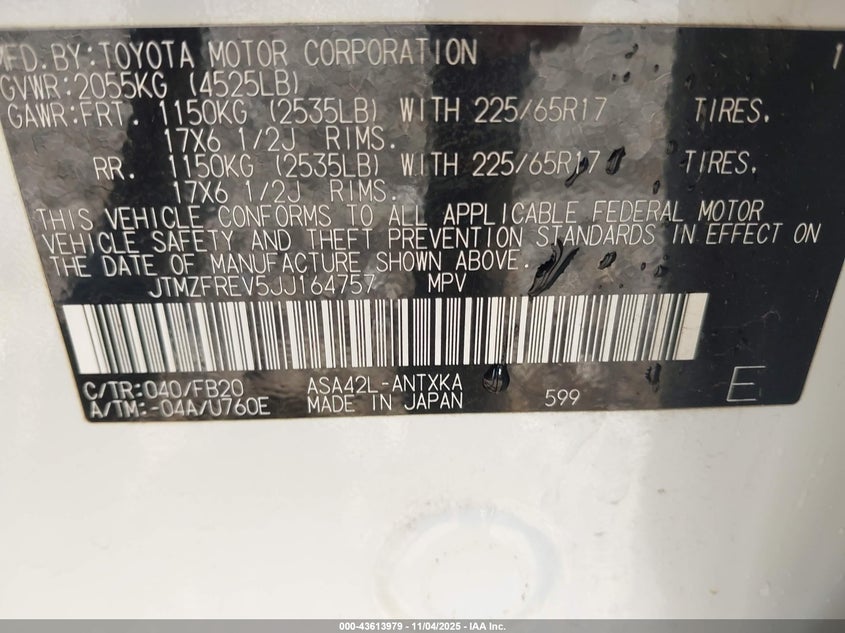 MFD. BY: TOYOTA MOTOR CORPORATION 1
GVWR: 2055KG (4525LB)
GAWR: FRT. 1150KG (2535LB) WITH 225/65R17 TIRES.
17X6 1/2J RIMS.
RR. 1150KG (2535LB) WITH 225/65R17 TIRES.
17X6 1/2J RIMS.
THIS VEHICLE CONFORMS TO ALL APPLICABLE FEDERAL MOTOR
VEHICLE SAFETY AND THEFT PREVENTION STANDARDS IN EFFECT ON
THE DATE OF MANUFACTURE SHOWN ABOVE.
JTMZFREV5JJ164757 MPV
C/TR: 040/FB20 ASA42L-ANTXKA E
A/TM: -04A/U760E MADE IN JAPAN 599
000-43613979 — 11/04/2025 — IAA Inc.